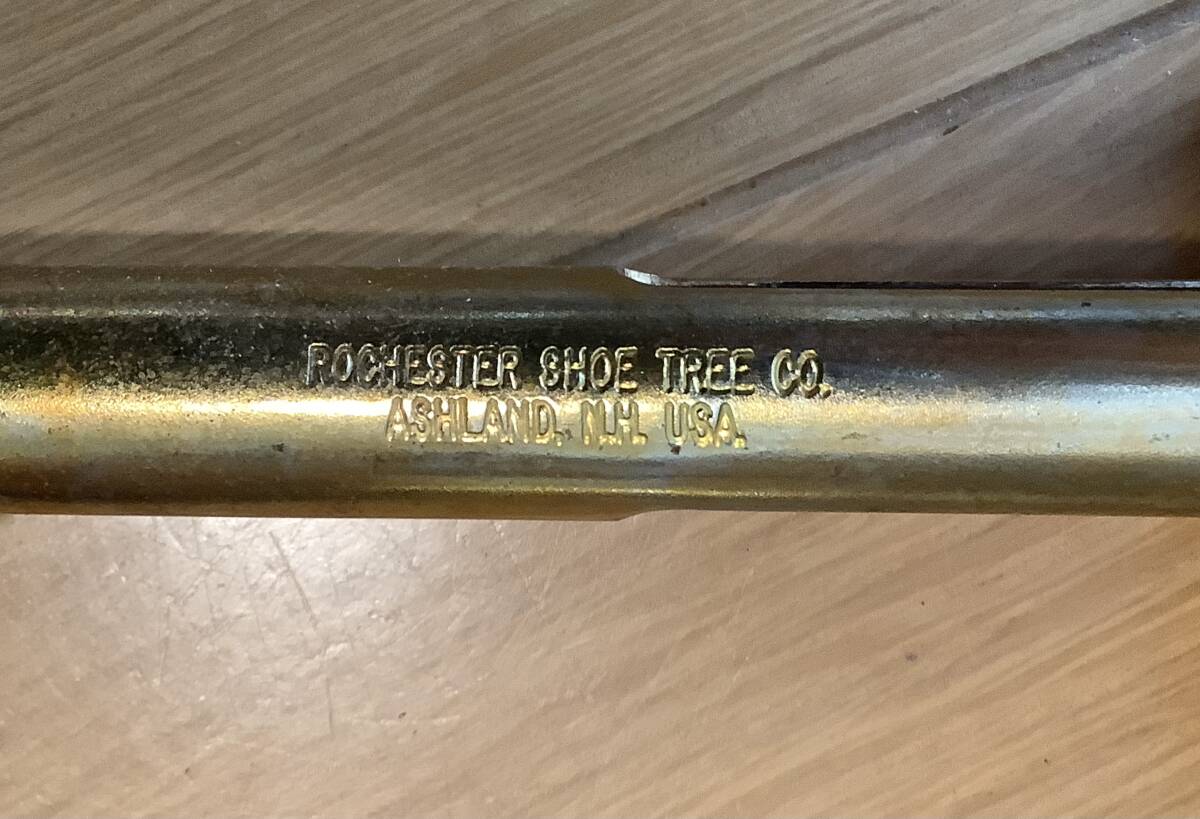 ROCHESTER SHOE TREE CO.
ASHLAND, N.H. USA.